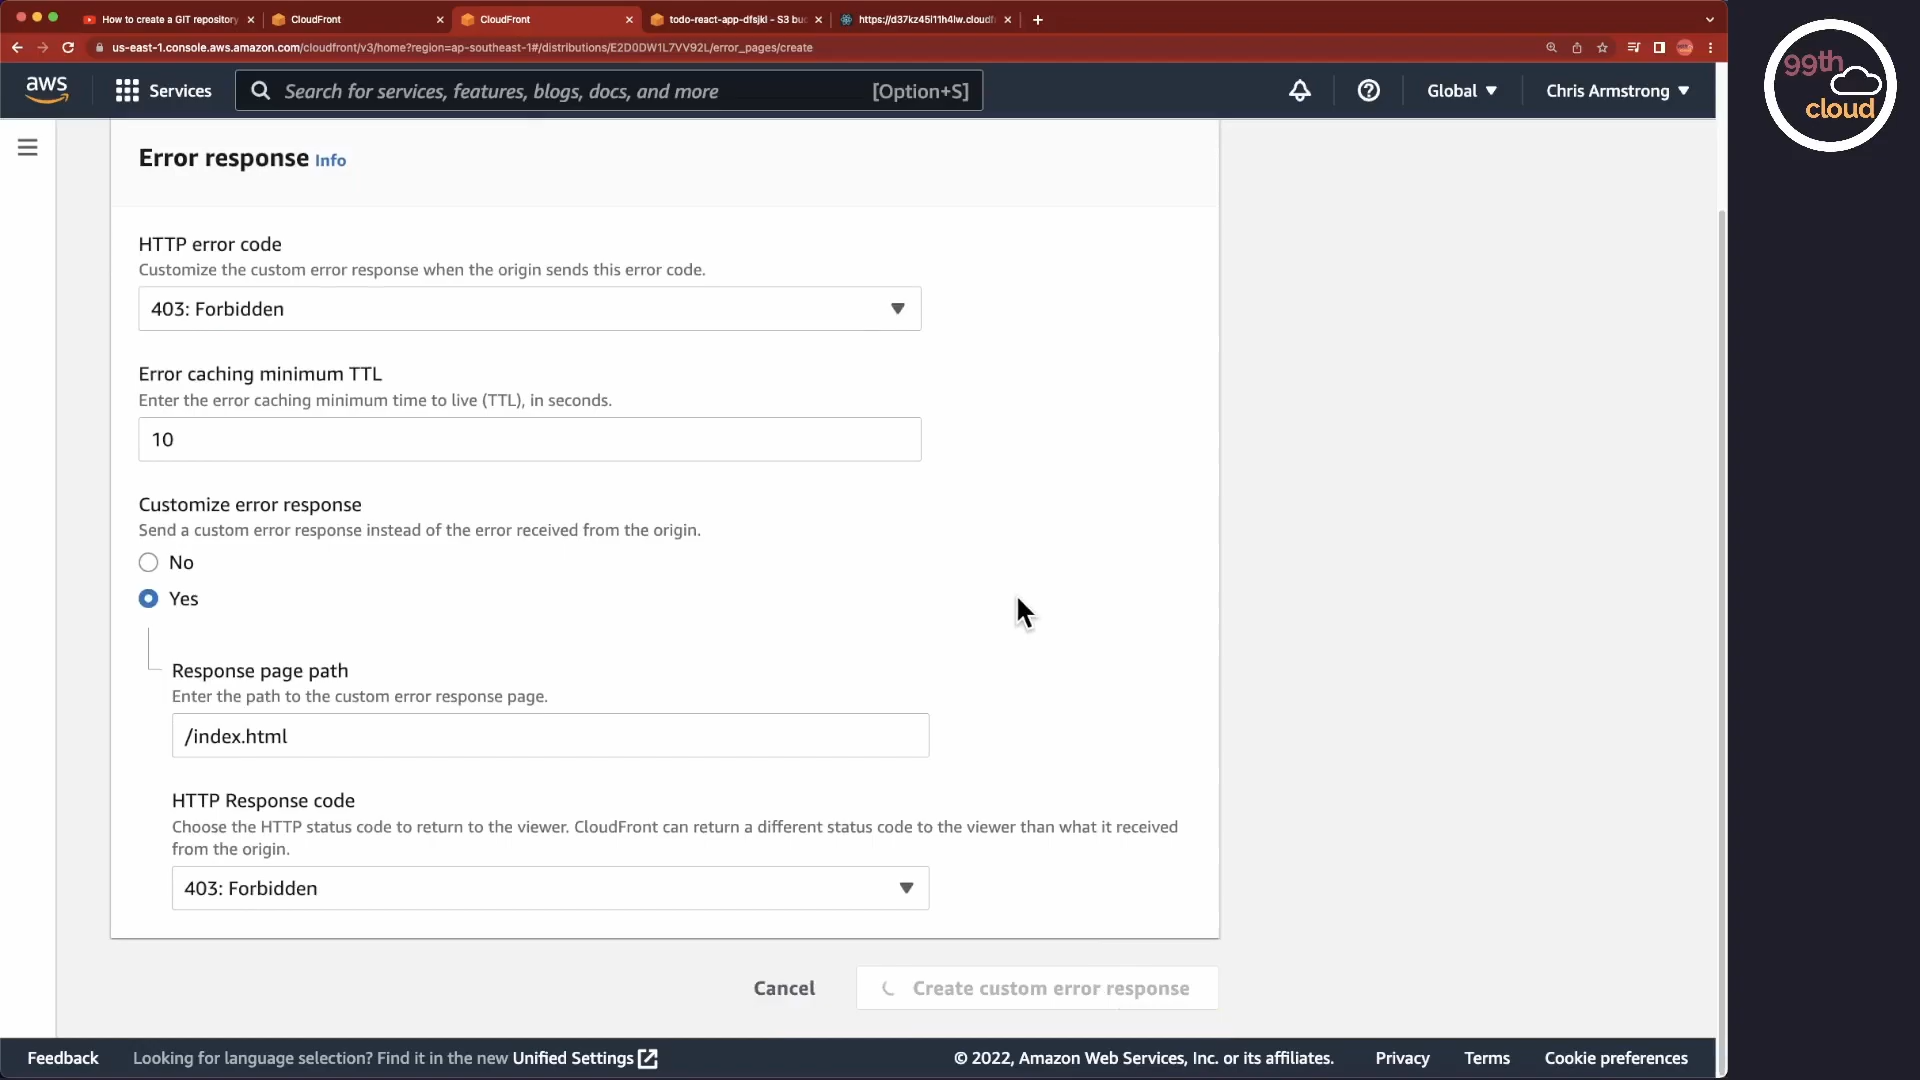 How to create a GIT repository
CloudFront
CloudFront
todo-react-app-dfsjkl - S3 buc
https://d37kz45l11h4lw.cloudf
us-east-1.console.aws.amazon.com/cloudfront/v3/home?region=ap-southeast-1#/distributions/E2D0DW1L7VV92L/error_pages/create
aws
Services
Search for services, features, blogs, docs, and more
[Option+S]
Global
Chris Armstrong
99th
cloud
Error response Info
HTTP error code
Customize the custom error response when the origin sends this error code.
403: Forbidden
Error caching minimum TTL
Enter the error caching minimum time to live (TTL), in seconds.
10
Customize error response
Send a custom error response instead of the error received from the origin.
No
Yes
Response page path
Enter the path to the custom error response page.
/index.html
HTTP Response code
Choose the HTTP status code to return to the viewer. CloudFront can return a different status code to the viewer than what it received
from the origin.
403: Forbidden
Cancel
Create custom error response
Feedback
Looking for language selection? Find it in the new Unified Settings
© 2022, Amazon Web Services, Inc. or its affiliates.
Privacy
Terms
Cookie preferences